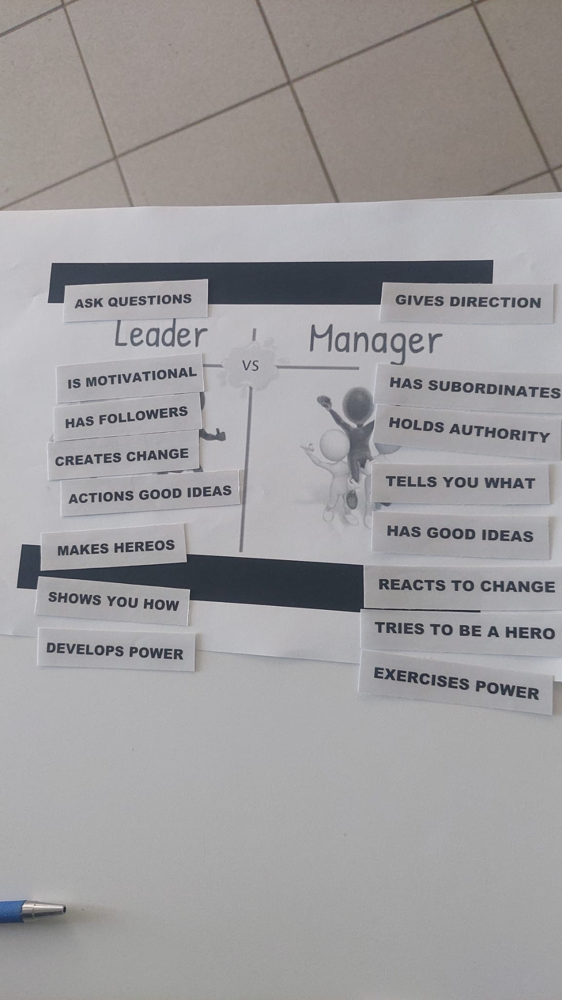 ASK QUESTIONS
GIVES DIRECTION
Leader
Manager
VS
IS MOTIVATIONAL
HAS FOLLOWERS
CREATES CHANGE
ACTIONS GOOD IDEAS
MAKES HEREOS
SHOWS YOU HOW
DEVELOPS POWER
HAS SUBORDINATES
HOLDS AUTHORITY
TELLS YOU WHAT
HAS GOOD IDEAS
REACTS TO CHANGE
TRIES TO BE A HERO
EXERCISES POWER